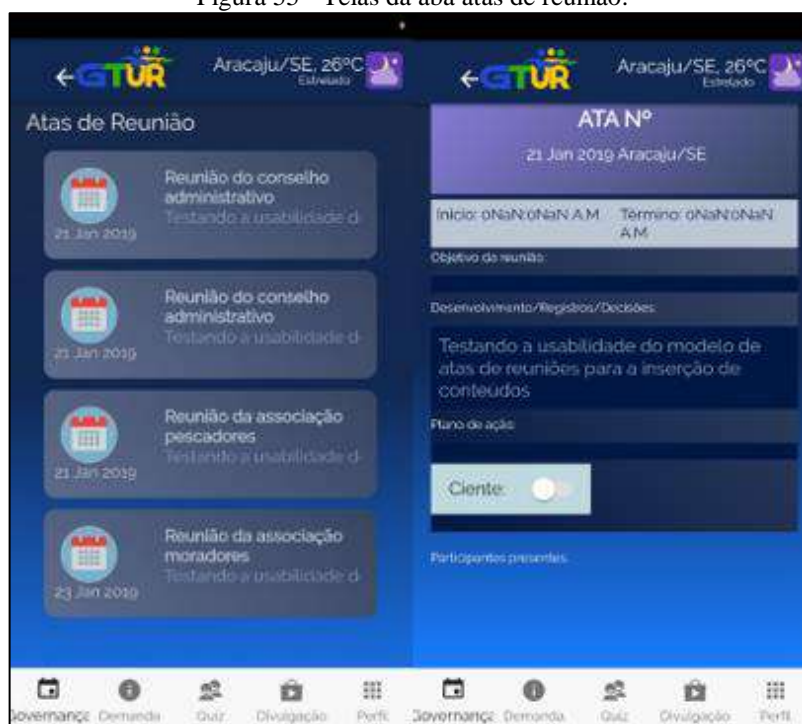 Figura 33 - Telas da aba atas de reunião.
GTUR
Aracaju/SE, 26ºC
Estrelado
Atas de Reunião
Reunião do conselho
administrativo
Testando a usabilidade d
21 Jan 2019
Reunião do conselho
administrativo
Testando a usabilidade d
21 Jan 2019
Reunião da associação
pescadores
Testando a usabilidade d
21 Jan 2019
Reunião da associação
moradores
Testando a usabilidade d
23 Jan 2019
Governança Demanda Quiz Divulgação Perfil
GTUR
Aracaju/SE, 26ºC
Estrelado
ATA Nº
21 Jan 2019 Aracaju/SE
Inicio: 0NaN:0NaN A.M Término: 0NaN:0NaN
A.M
Objetivo da reunião:
Desenvolvimento/Registros/Decisões:
Testando a usabilidade do modelo de
atas de reuniões para a inserção de
conteudos
Plano de ação:
Ciente:
Participantes presentes:
Governança Demanda Quiz Divulgação Perfil